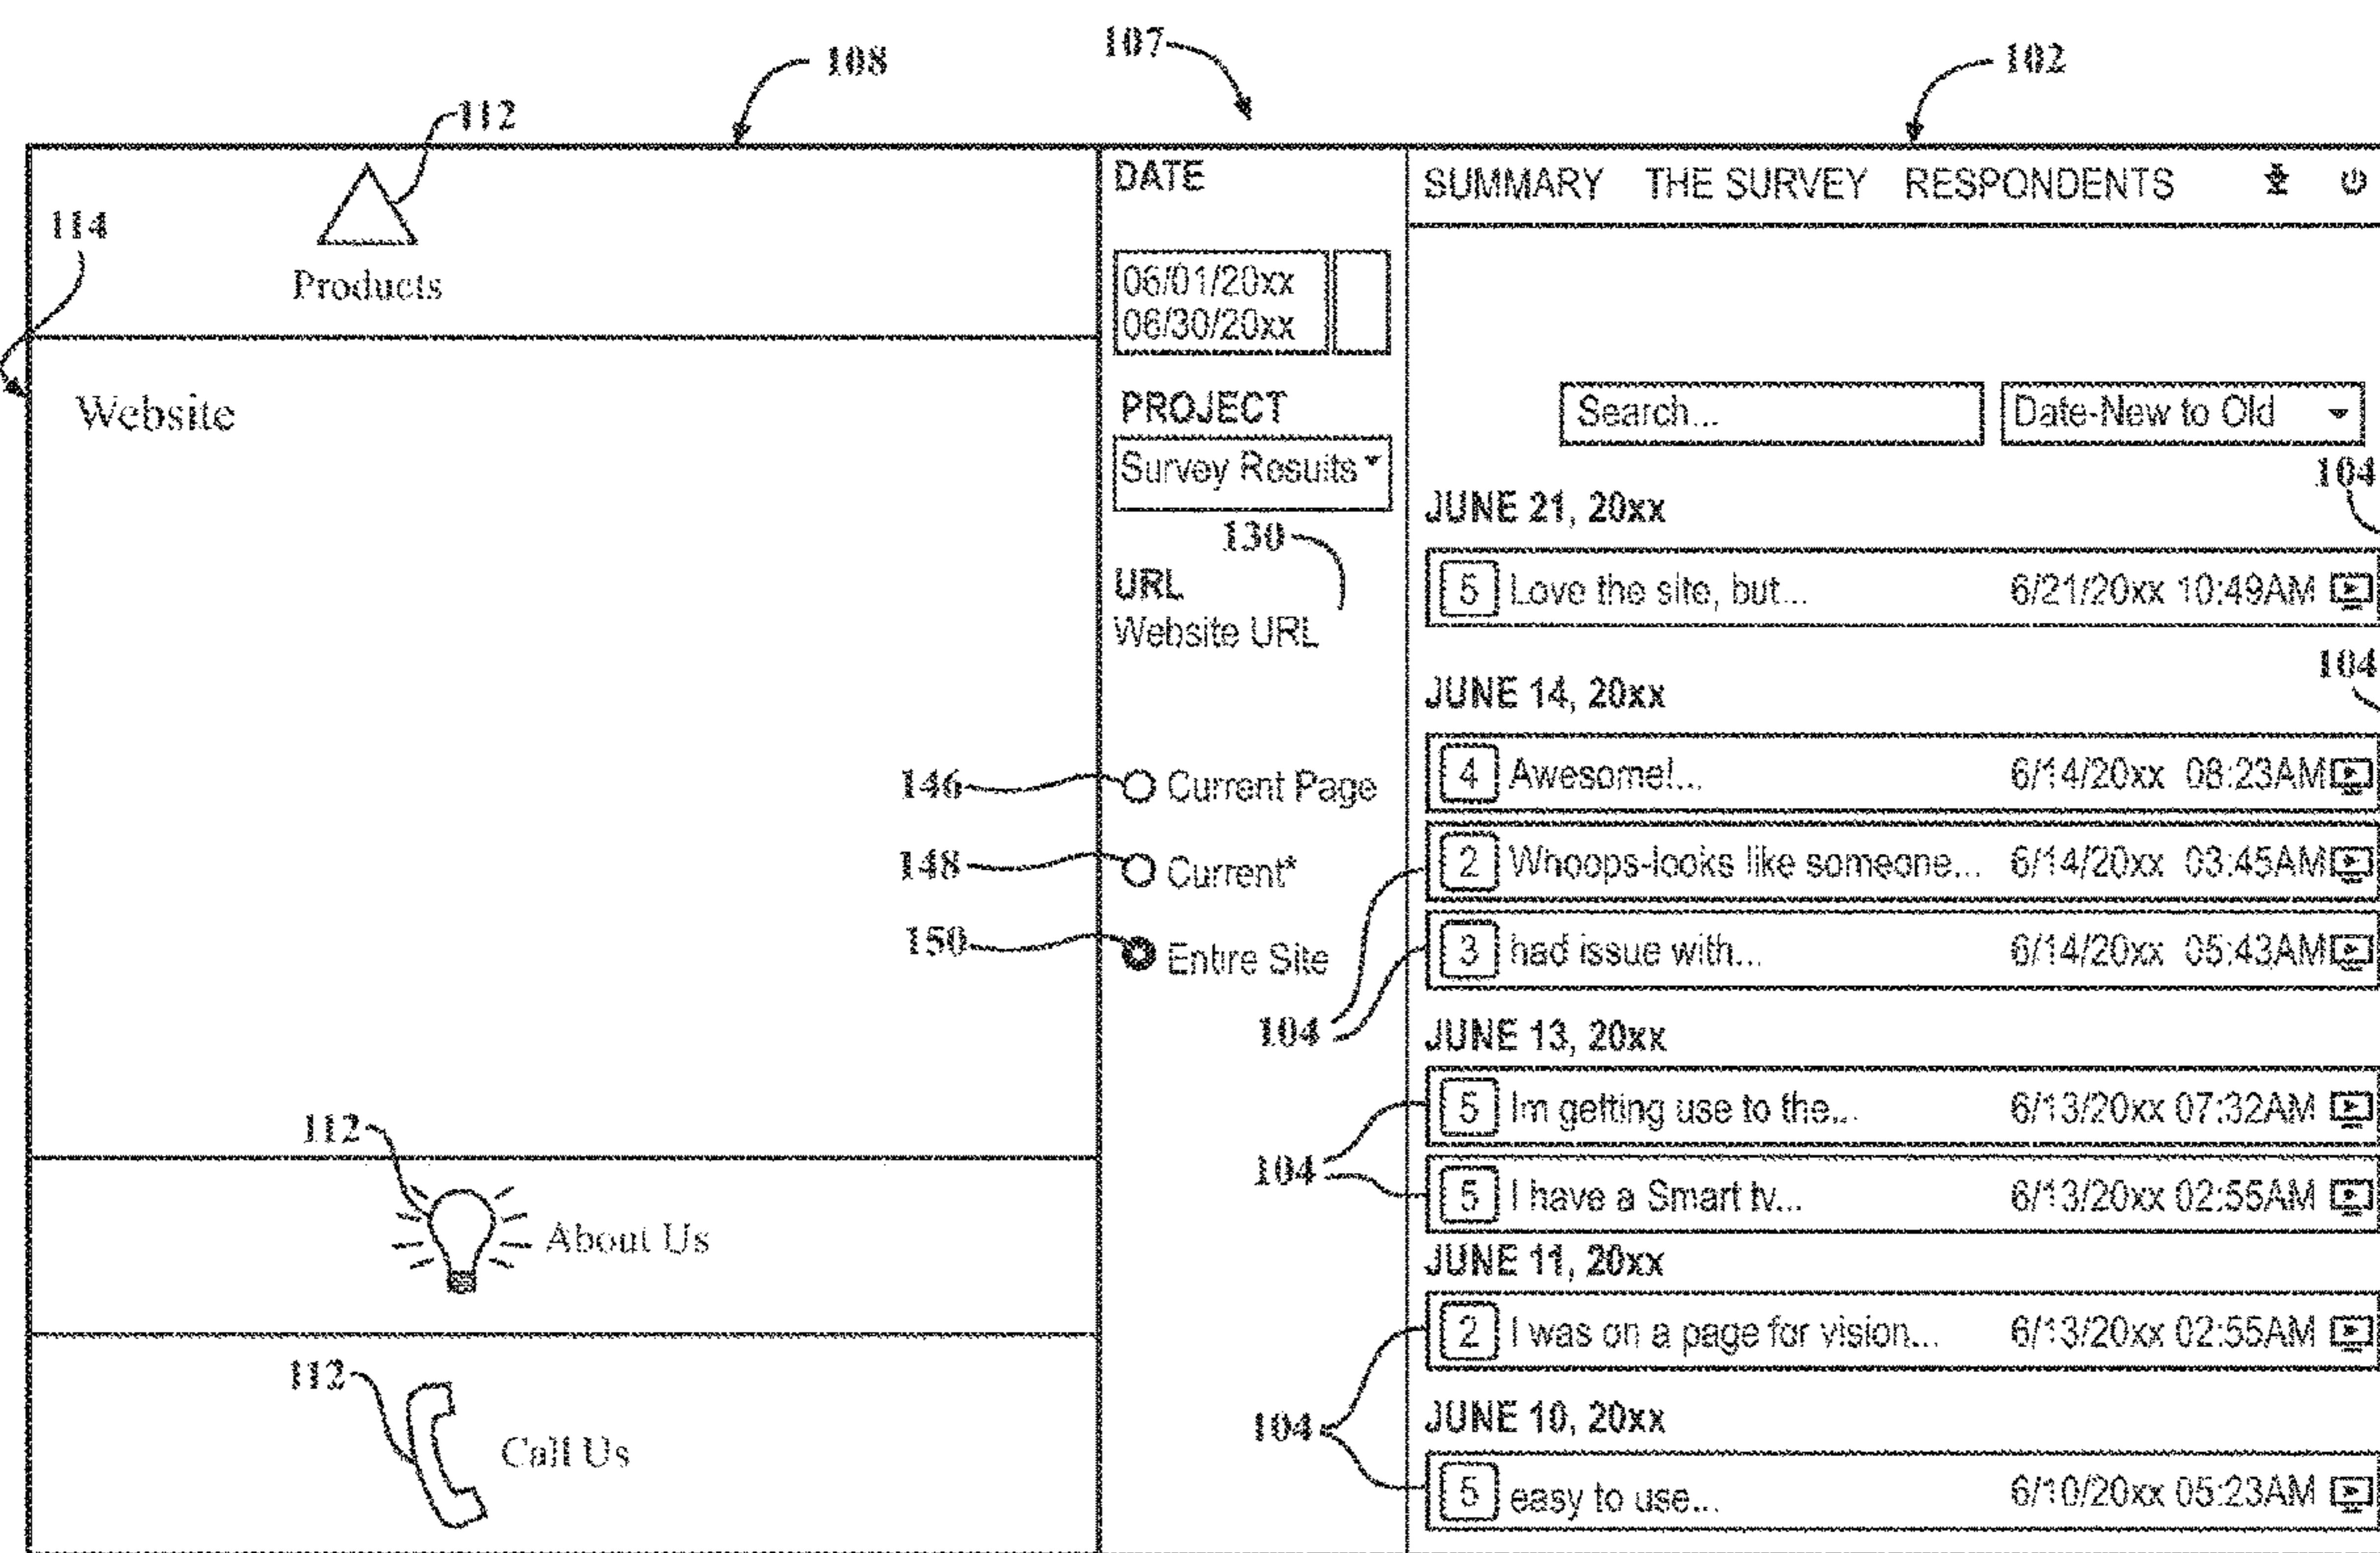 108
107
102
112
114
Products
Website
112
About Us
112
Call Us
DATE
06/01/20xx
06/30/20xx
PROJECT
Survey Results
130
URL
Website URL
146 Current Page
148 Current*
150 Entire Site
104
104
104
SUMMARY THE SURVEY RESPONDENTS
Search... Date-New to Old
104
JUNE 21, 20xx
5 Love the site, but... 6/21/20xx 10:49AM
104
JUNE 14, 20xx
4 Awesome!... 6/14/20xx 08:23AM
2 Whoops-looks like someone... 6/14/20xx 03:45AM
3 had issue with... 6/14/20xx 05:43AM
JUNE 13, 20xx
5 Im getting use to the... 6/13/20xx 07:32AM
5 I have a Smart tv... 6/13/20xx 02:55AM
JUNE 11, 20xx
2 I was on a page for vision... 6/13/20xx 02:55AM
JUNE 10, 20xx
5 easy to use... 6/10/20xx 05:23AM